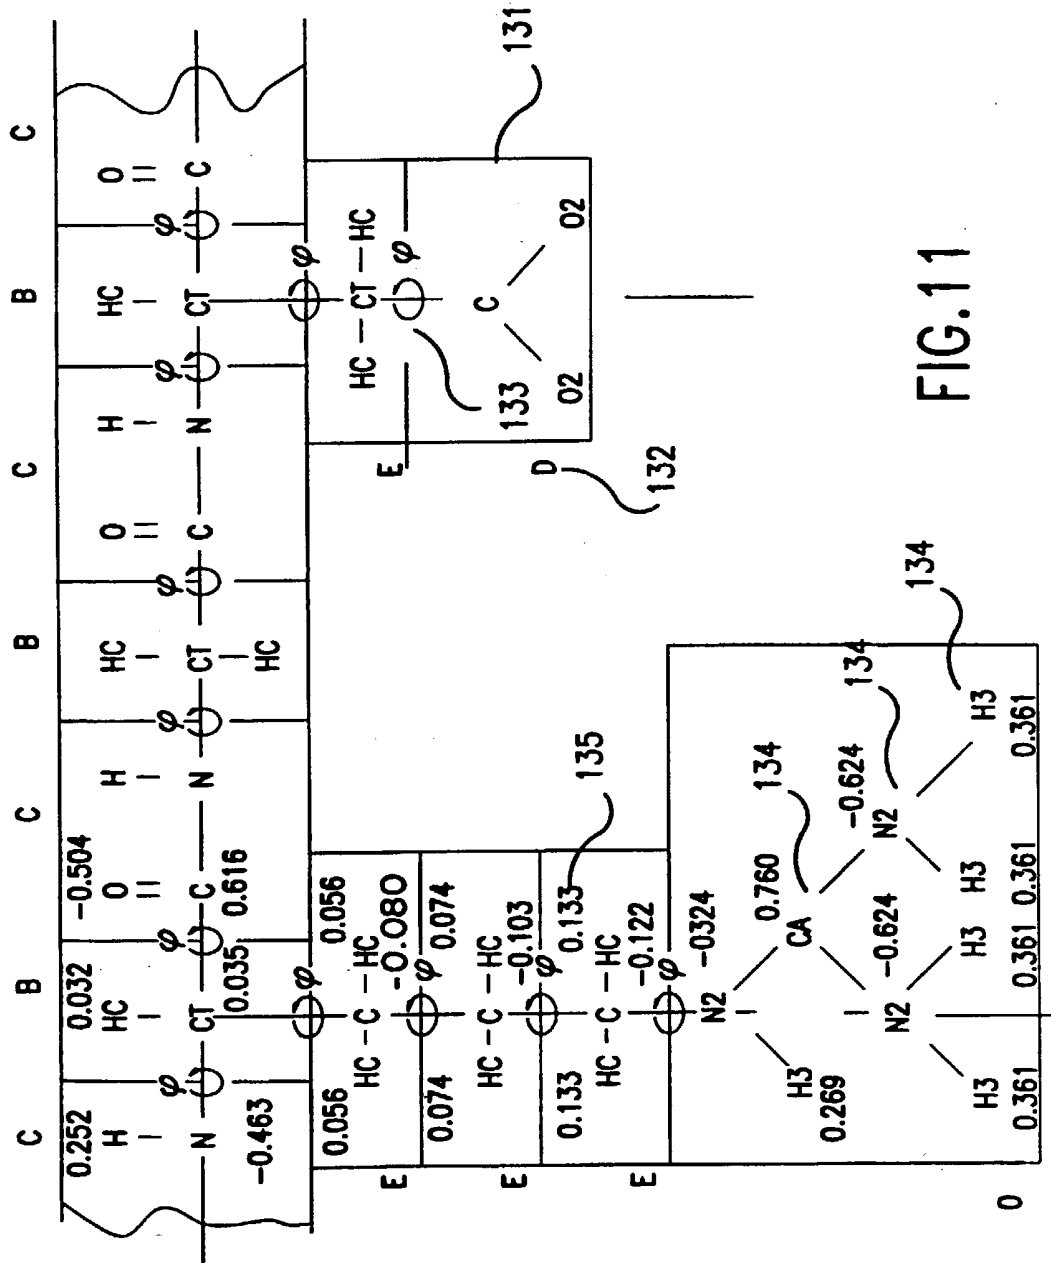 C B C B C B C
0.252 0.032 -0.504
H HC O H HC O H HC O
φ φ φ φ φ φ
N CT C N CT C N CT C
-0.463 0.035 0.616 HC
φ φ
0.056 0.056
HC-C-HC HC-CT-HC
E -0.080 E φ
0.074 φ 0.074
HC-C-HC C
E -0.103 133 131
φ
0.133 0.133 D O2 O2
HC-C-HC 135
E -0.122 132
φ
N2 -0324
0.760 134
H3 CA
0.269
-0.624 -0.624 134
N2 N2
134
FIG.11
H3 H3 H3 H3
0.361 0.361 0.361 0.361
O